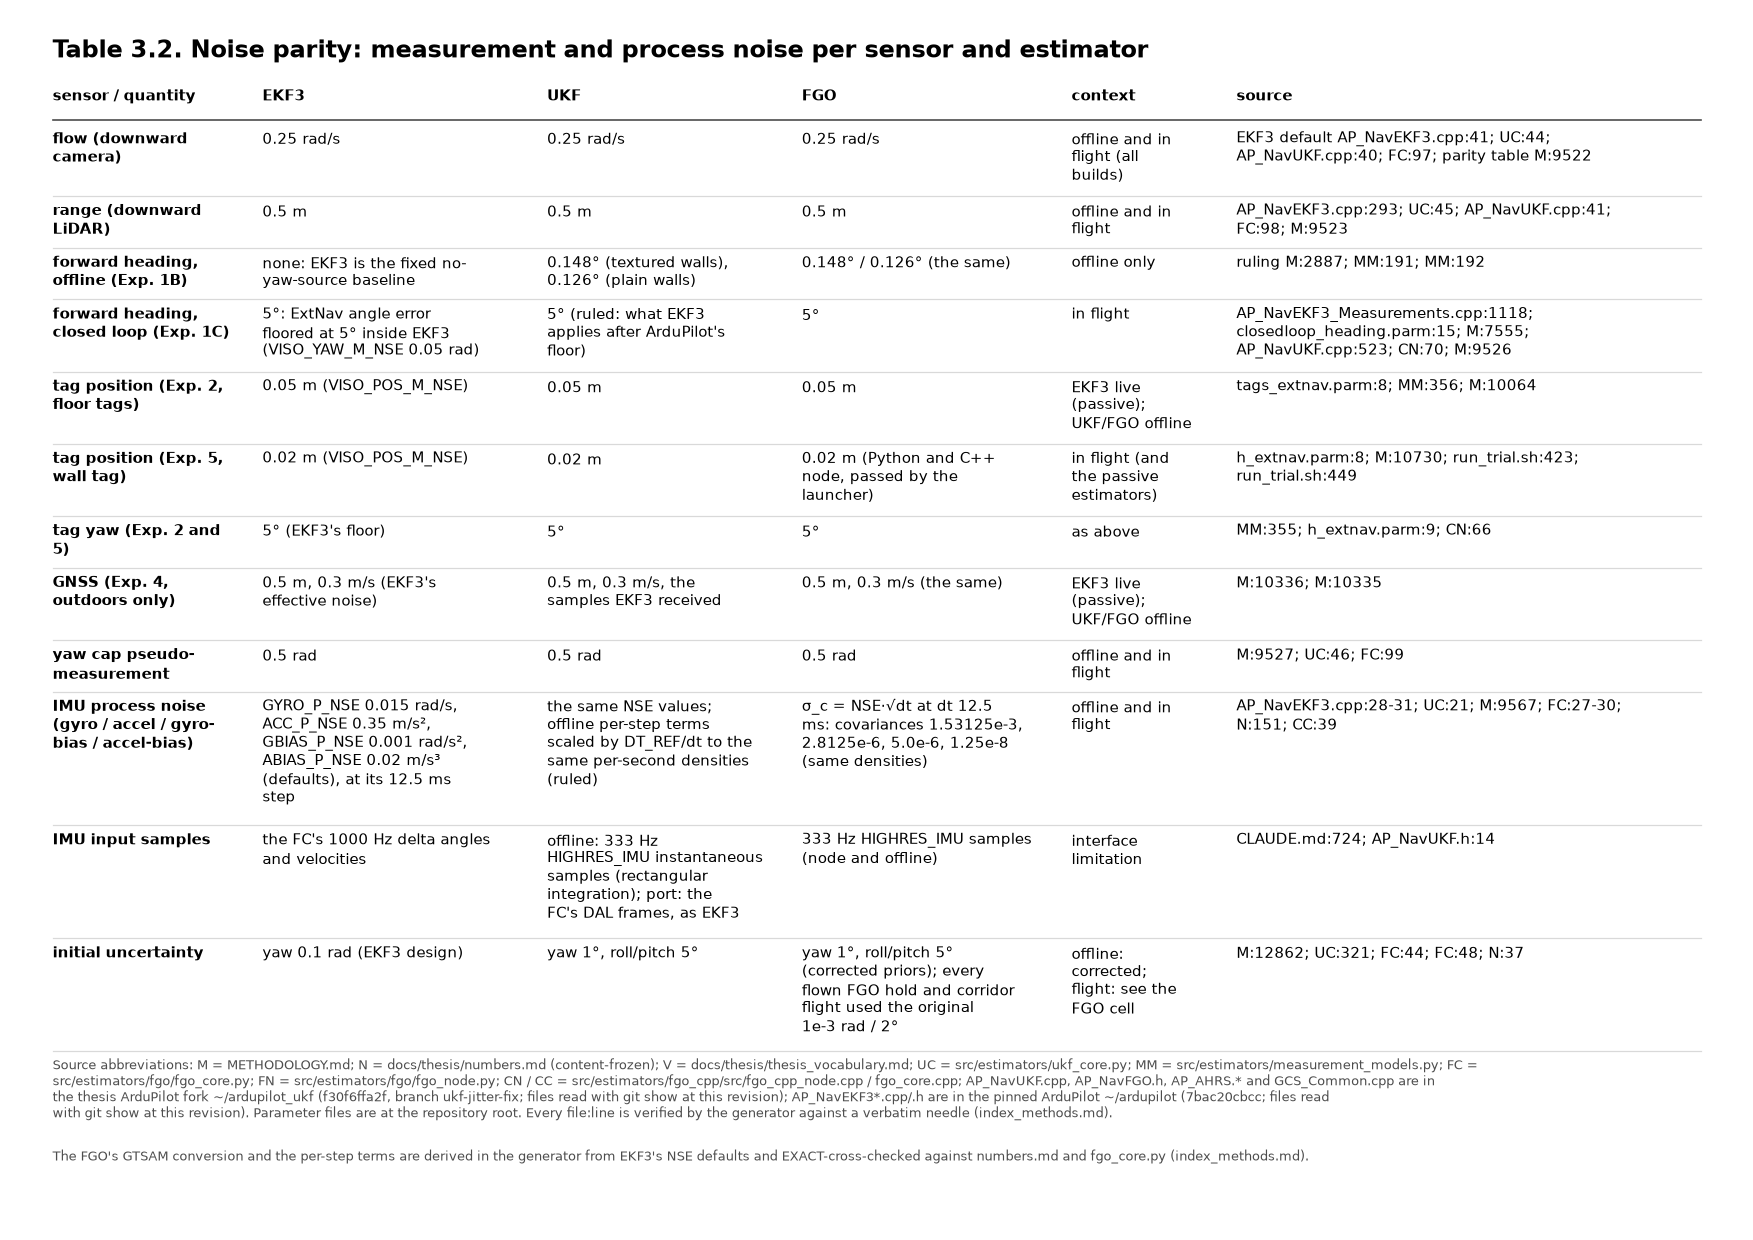 Table 3.2. Noise parity: measurement and process noise per sensor and estimator
sensor / quantity
EKF3
UKF
FGO
context
source
flow (downward
camera)
0.25 rad/s
0.25 rad/s
0.25 rad/s
offline and in
flight (all
builds)
EKF3 default AP_NavEKF3.cpp:41; UC:44;
AP_NavUKF.cpp:40; FC:97; parity table M:9522
range (downward
LiDAR)
0.5 m
0.5 m
0.5 m
offline and in
flight
AP_NavEKF3.cpp:293; UC:45; AP_NavUKF.cpp:41;
FC:98; M:9523
forward heading,
offline (Exp. 1B)
none: EKF3 is the fixed no-
yaw-source baseline
0.148° (textured walls),
0.126° (plain walls)
0.148° / 0.126° (the same)
offline only
ruling M:2887; MM:191; MM:192
forward heading,
closed loop (Exp. 1C)
5°: ExtNav angle error
floored at 5° inside EKF3
(VISO_YAW_M_NSE 0.05 rad)
5° (ruled: what EKF3
applies after ArduPilot's
floor)
5°
in flight
AP_NavEKF3_Measurements.cpp:1118;
closedloop_heading.parm:15; M:7555;
AP_NavUKF.cpp:523; CN:70; M:9526
tag position (Exp. 2,
floor tags)
0.05 m (VISO_POS_M_NSE)
0.05 m
0.05 m
EKF3 live
(passive);
UKF/FGO offline
tags_extnav.parm:8; MM:356; M:10064
tag position (Exp. 5,
wall tag)
0.02 m (VISO_POS_M_NSE)
0.02 m
0.02 m (Python and C++
node, passed by the
launcher)
in flight (and
the passive
estimators)
h_extnav.parm:8; M:10730; run_trial.sh:423;
run_trial.sh:449
tag yaw (Exp. 2 and
5)
5° (EKF3's floor)
5°
5°
as above
MM:355; h_extnav.parm:9; CN:66
GNSS (Exp. 4,
outdoors only)
0.5 m, 0.3 m/s (EKF3's
effective noise)
0.5 m, 0.3 m/s, the
samples EKF3 received
0.5 m, 0.3 m/s (the same)
EKF3 live
(passive);
UKF/FGO offline
M:10336; M:10335
yaw cap pseudo-
measurement
0.5 rad
0.5 rad
0.5 rad
offline and in
flight
M:9527; UC:46; FC:99
IMU process noise
(gyro / accel / gyro-
bias / accel-bias)
GYRO_P_NSE 0.015 rad/s,
ACC_P_NSE 0.35 m/s²,
GBIAS_P_NSE 0.001 rad/s²,
ABIAS_P_NSE 0.02 m/s³
(defaults), at its 12.5 ms
step
the same NSE values;
offline per-step terms
scaled by DT_REF/dt to the
same per-second densities
(ruled)
σ_c = NSE·√dt at dt 12.5
ms: covariances 1.53125e-3,
2.8125e-6, 5.0e-6, 1.25e-8
(same densities)
offline and in
flight
AP_NavEKF3.cpp:28-31; UC:21; M:9567; FC:27-30;
N:151; CC:39
IMU input samples
the FC's 1000 Hz delta angles
and velocities
offline: 333 Hz
HIGHRES_IMU instantaneous
samples (rectangular
integration); port: the
FC's DAL frames, as EKF3
333 Hz HIGHRES_IMU samples
(node and offline)
interface
limitation
CLAUDE.md:724; AP_NavUKF.h:14
initial uncertainty
yaw 0.1 rad (EKF3 design)
yaw 1°, roll/pitch 5°
yaw 1°, roll/pitch 5°
(corrected priors); every
flown FGO hold and corridor
flight used the original
1e-3 rad / 2°
offline:
corrected;
flight: see the
FGO cell
M:12862; UC:321; FC:44; FC:48; N:37
Source abbreviations: M = METHODOLOGY.md; N = docs/thesis/numbers.md (content-frozen); V = docs/thesis/thesis_vocabulary.md; UC = src/estimators/ukf_core.py; MM = src/estimators/measurement_models.py; FC =
src/estimators/fgo/fgo_core.py; FN = src/estimators/fgo/fgo_node.py; CN / CC = src/estimators/fgo_cpp/src/fgo_cpp_node.cpp / fgo_core.cpp; AP_NavUKF.cpp, AP_NavFGO.h, AP_AHRS.* and GCS_Common.cpp are in
the thesis ArduPilot fork ~/ardupilot_ukf (f30f6ffa2f, branch ukf-jitter-fix; files read with git show at this revision); AP_NavEKF3*.cpp/.h are in the pinned ArduPilot ~/ardupilot (7bac20cbcc; files read
with git show at this revision). Parameter files are at the repository root. Every file:line is verified by the generator against a verbatim needle (index_methods.md).
The FGO's GTSAM conversion and the per-step terms are derived in the generator from EKF3's NSE defaults and EXACT-cross-checked against numbers.md and fgo_core.py (index_methods.md).